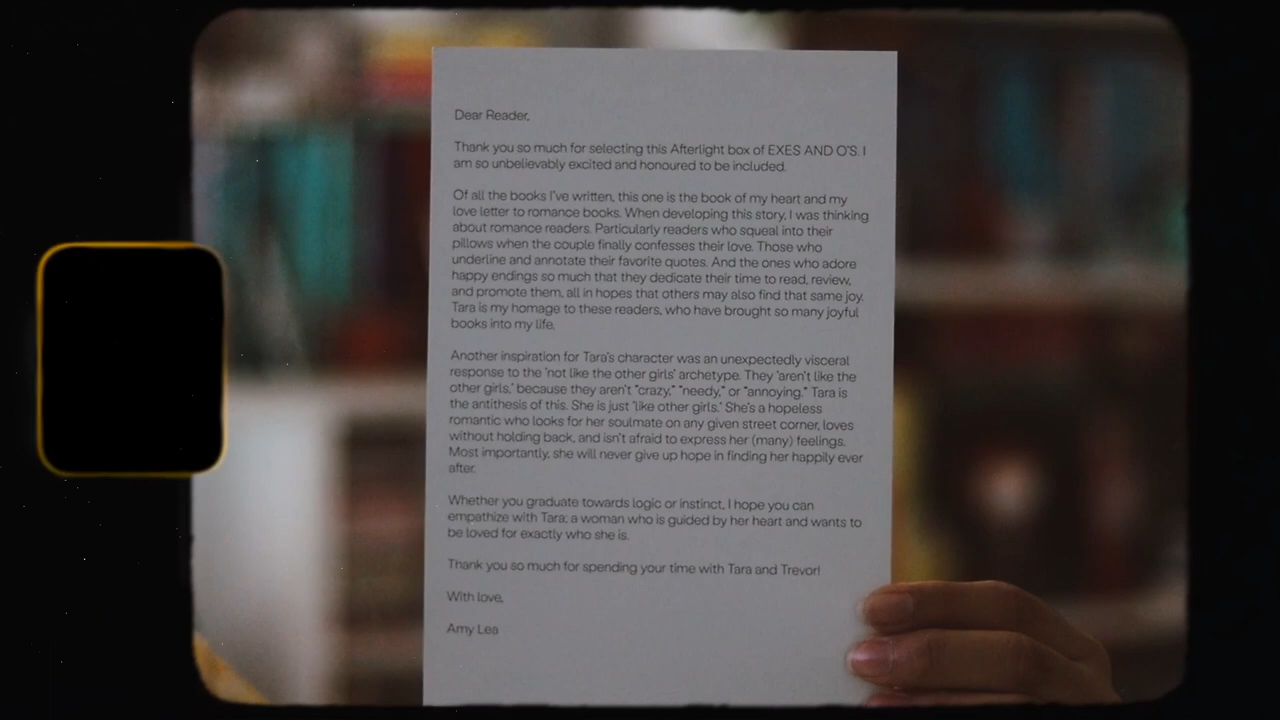 Dear Reader,
Thank you so much for selecting this Afterlight box of EXES AND O'S. I
am so unbelievably excited and honoured to be included.
Of all the books I've written, this one is the book of my heart and my
love letter to romance books. When developing this story, I was thinking
about romance readers. Particularly readers who squeal into their
pillows when the couple finally confesses their love. Those who
underline and annotate their favorite quotes. And the ones who adore
happy endings so much that they dedicate their time to read, review,
and promote them, all in hopes that others may also find that same joy.
Tara is my homage to these readers, who have brought so many joyful
books into my life.
Another inspiration for Tara's character was an unexpectedly visceral
response to the 'not like the other girls' archetype. They 'aren't like the
other girls,' because they aren't "crazy," "needy," or "annoying." Tara is
the antithesis of this. She is just 'like other girls.' She's a hopeless
romantic who looks for her soulmate on any given street corner, loves
without holding back, and isn't afraid to express her (many) feelings.
Most importantly, she will never give up hope in finding her happily ever
after.
Whether you graduate towards logic or instinct, I hope you can
empathize with Tara; a woman who is guided by her heart and wants to
be loved for exactly who she is.
Thank you so much for spending your time with Tara and Trevor!
With love,
Amy Lea